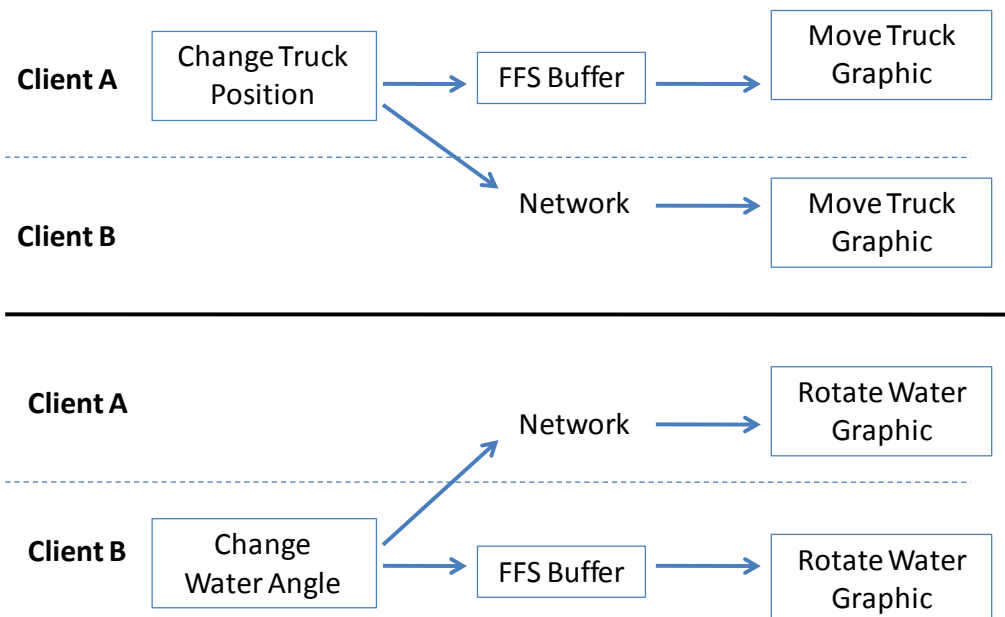 Client A
Change Truck
Position
FFS Buffer
Move Truck
Graphic
Client B
Network
Move Truck
Graphic
Client A
Network
Rotate Water
Graphic
Client B
Change
Water Angle
FFS Buffer
Rotate Water
Graphic